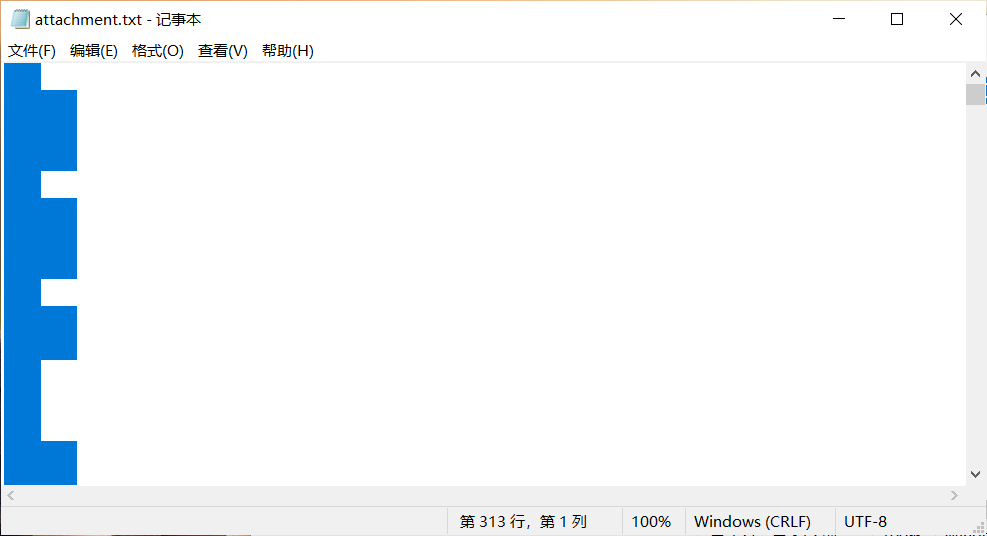 attachment.txt - 记事本
文件(F) 编辑(E) 格式(O) 查看(V) 帮助(H)
第 313 行，第 1 列 100% Windows (CRLF) UTF-8